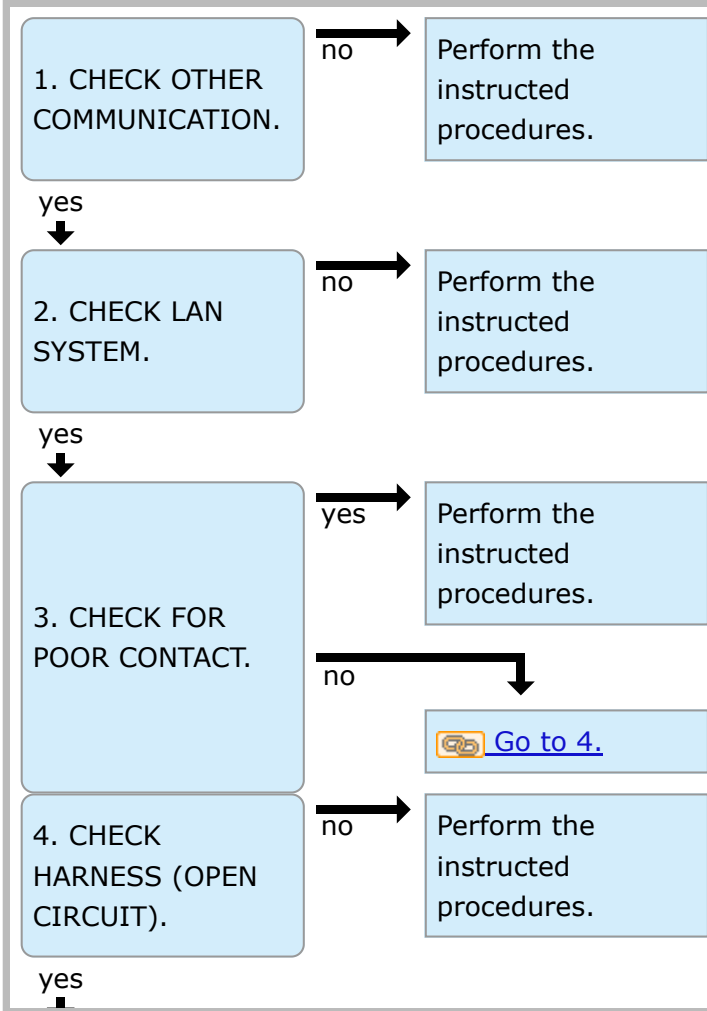 1. CHECK OTHER
COMMUNICATION.
no
Perform the
instructed
procedures.
yes
2. CHECK LAN
SYSTEM.
no
Perform the
instructed
procedures.
yes
3. CHECK FOR
POOR CONTACT.
yes
Perform the
instructed
procedures.
no
Go to 4.
4. CHECK
HARNESS (OPEN
CIRCUIT).
no
Perform the
instructed
procedures.
yes